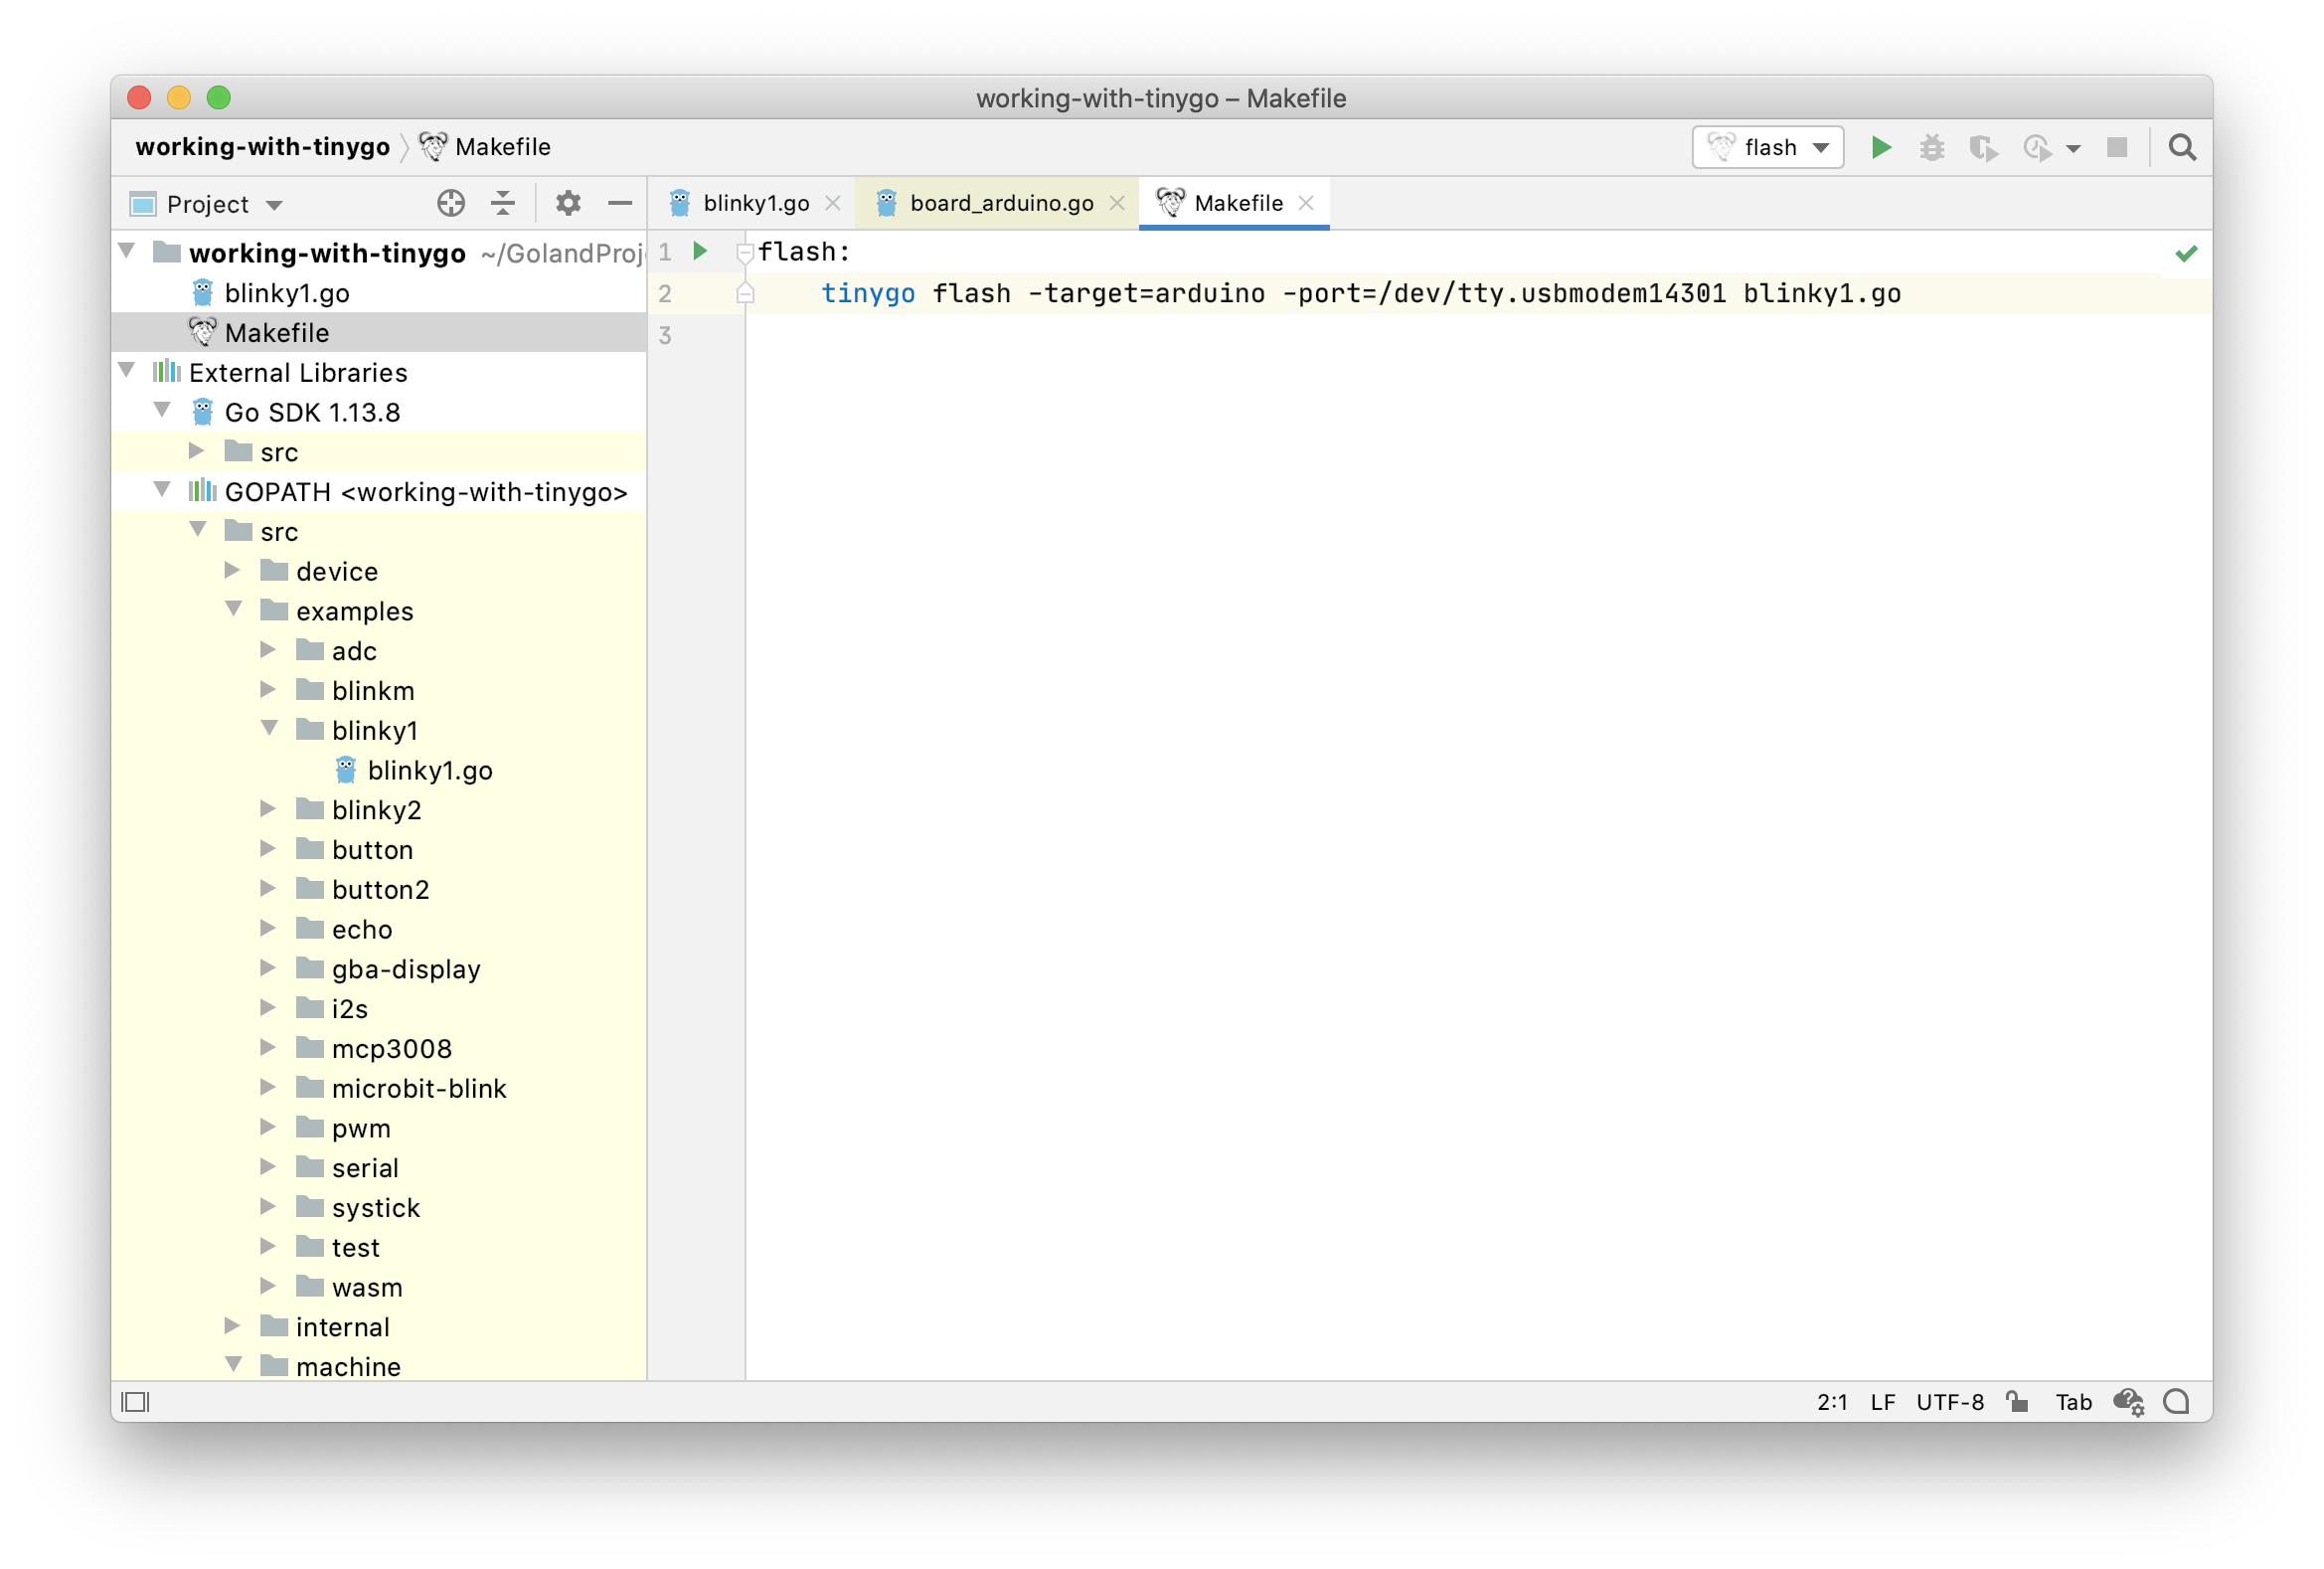 working-with-tinygo – Makefile
working-with-tinygo Makefile
flash
Project
blinky1.go
board_arduino.go
Makefile
working-with-tinygo ~/GolandProj
blinky1.go
Makefile
External Libraries
Go SDK 1.13.8
src
GOPATH <working-with-tinygo>
src
device
examples
adc
blinkm
blinky1
blinky1.go
blinky2
button
button2
echo
gba-display
i2s
mcp3008
microbit-blink
pwm
serial
systick
test
wasm
internal
machine
1 flash:
2 tinygo flash -target=arduino -port=/dev/tty.usbmodem14301 blinky1.go
3
2:1 LF UTF-8 Tab